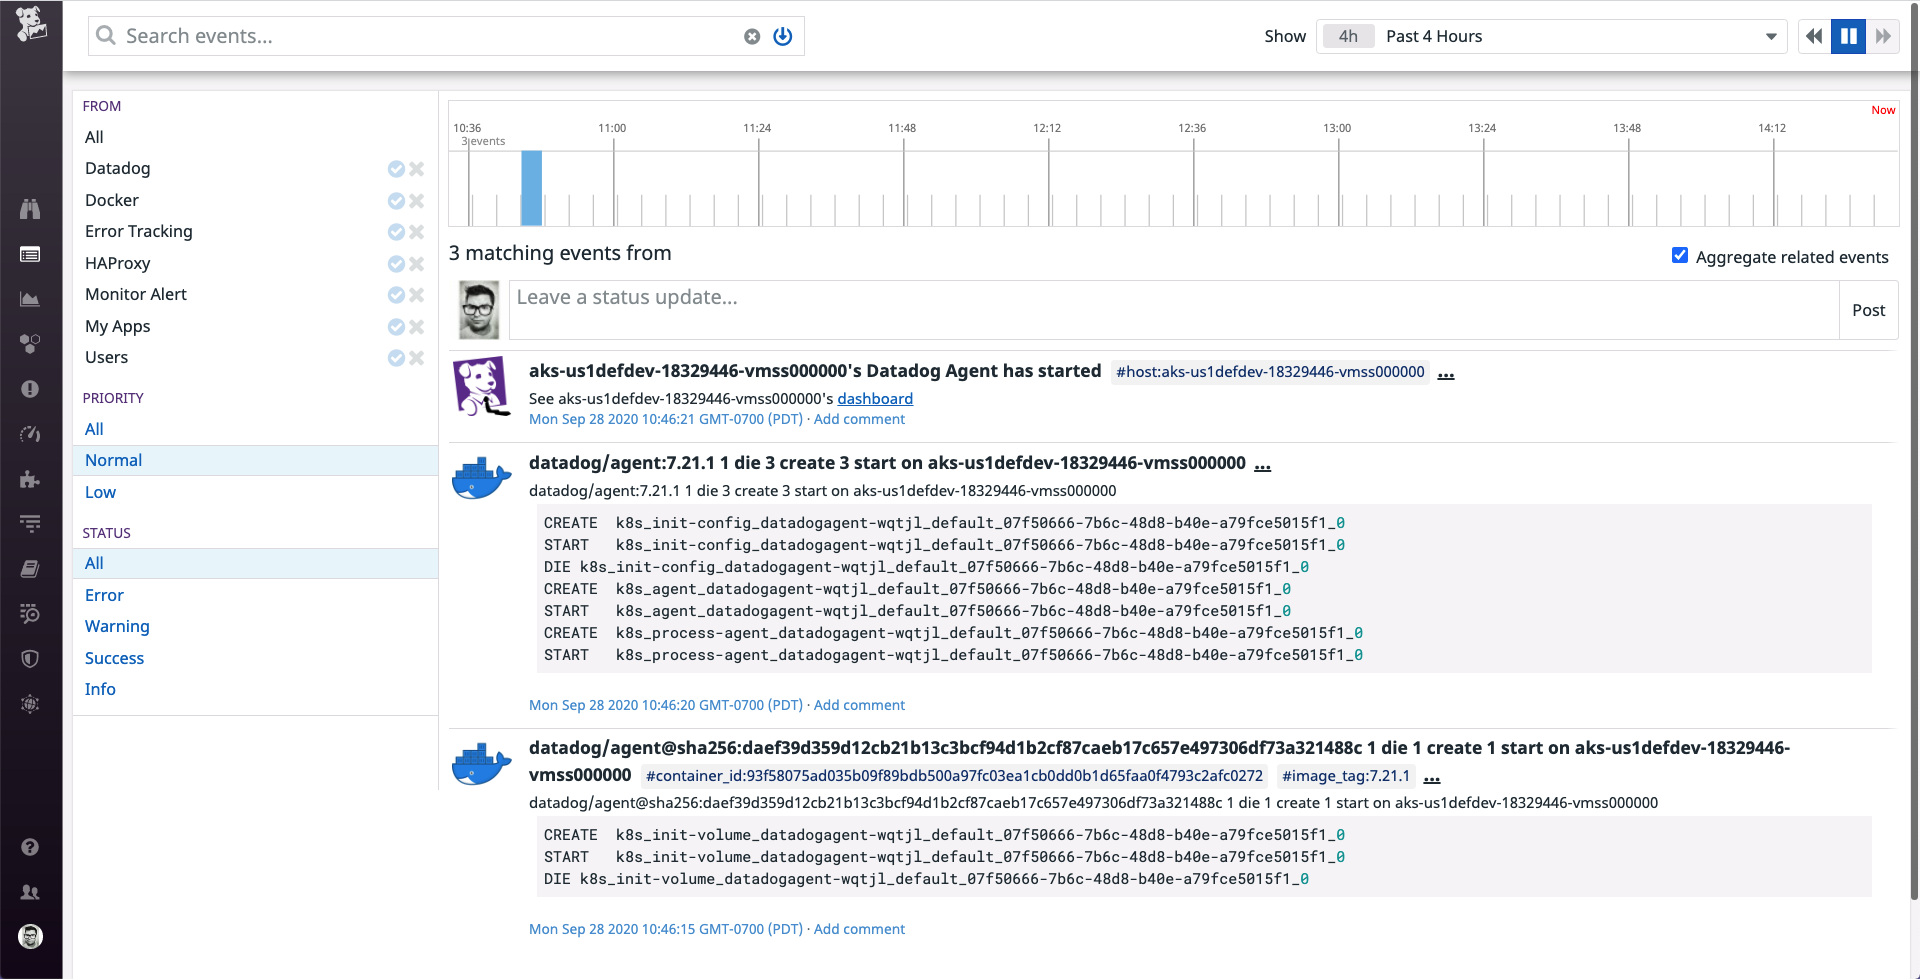 Search events...
Show 4h Past 4 Hours
FROM
All
Datadog
Docker
Error Tracking
HAProxy
Monitor Alert
My Apps
Users
PRIORITY
All
Normal
Low
STATUS
All
Error
Warning
Success
Info
Now
10:36 11:00 11:24 11:48 12:12 12:36 13:00 13:24 13:48 14:12
3 events
3 matching events from
Aggregate related events
Leave a status update...
Post
aks-us1defdev-18329446-vmss000000's Datadog Agent has started #host:aks-us1defdev-18329446-vmss000000 ...
See aks-us1defdev-18329446-vmss000000's dashboard
Mon Sep 28 2020 10:46:21 GMT-0700 (PDT) · Add comment
datadog/agent:7.21.1 1 die 3 create 3 start on aks-us1defdev-18329446-vmss000000 ...
datadog/agent:7.21.1 1 die 3 create 3 start on aks-us1defdev-18329446-vmss000000
CREATE k8s_init-config_datadogagent-wqtjl_default_07f50666-7b6c-48d8-b40e-a79fce5015f1_0
START k8s_init-config_datadogagent-wqtjl_default_07f50666-7b6c-48d8-b40e-a79fce5015f1_0
DIE k8s_init-config_datadogagent-wqtjl_default_07f50666-7b6c-48d8-b40e-a79fce5015f1_0
CREATE k8s_agent_datadogagent-wqtjl_default_07f50666-7b6c-48d8-b40e-a79fce5015f1_0
START k8s_agent_datadogagent-wqtjl_default_07f50666-7b6c-48d8-b40e-a79fce5015f1_0
CREATE k8s_process-agent_datadogagent-wqtjl_default_07f50666-7b6c-48d8-b40e-a79fce5015f1_0
START k8s_process-agent_datadogagent-wqtjl_default_07f50666-7b6c-48d8-b40e-a79fce5015f1_0
Mon Sep 28 2020 10:46:20 GMT-0700 (PDT) · Add comment
datadog/agent@sha256:daef39d359d12cb21b13c3bcf94d1b2cf87caeb17c657e497306df73a321488c 1 die 1 create 1 start on aks-us1defdev-18329446-
vmss000000 #container_id:93f58075ad035b09f89bdb500a97fc03ea1cb0dd0b1d65faa0f4793c2afc0272 #image_tag:7.21.1 ...
datadog/agent@sha256:daef39d359d12cb21b13c3bcf94d1b2cf87caeb17c657e497306df73a321488c 1 die 1 create 1 start on aks-us1defdev-18329446-vmss000000
CREATE k8s_init-volume_datadogagent-wqtjl_default_07f50666-7b6c-48d8-b40e-a79fce5015f1_0
START k8s_init-volume_datadogagent-wqtjl_default_07f50666-7b6c-48d8-b40e-a79fce5015f1_0
DIE k8s_init-volume_datadogagent-wqtjl_default_07f50666-7b6c-48d8-b40e-a79fce5015f1_0
Mon Sep 28 2020 10:46:15 GMT-0700 (PDT) · Add comment